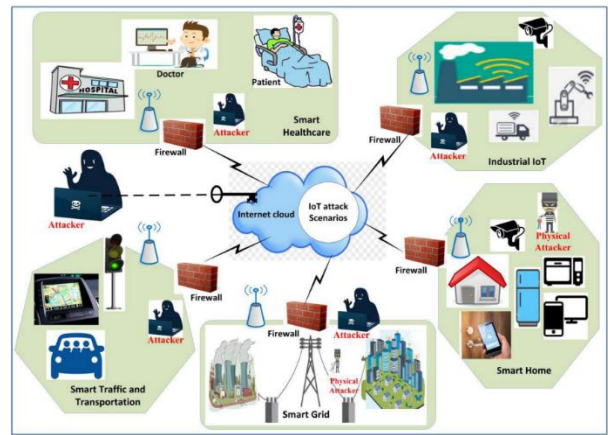 HOSPITAL
Doctor
Patient
Smart
Healthcare
Attacker
Firewall
Firewall
Attacker
Industrial IoT
Attacker
Internet cloud
IoT attack
Scenarios
Physical
Attacker
Firewall
Firewall
Smart Home
Attacker
Smart Traffic and
Transportation
Firewall
Attacker
Physical
Attacker
Smart Grid